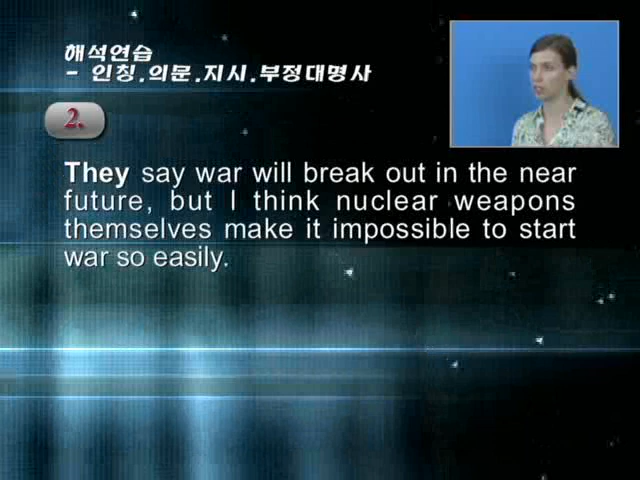 해석연습
- 인칭.의문.지시.부정대명사
2.
They say war will break out in the near
future, but I think nuclear weapons
themselves make it impossible to start
war so easily.